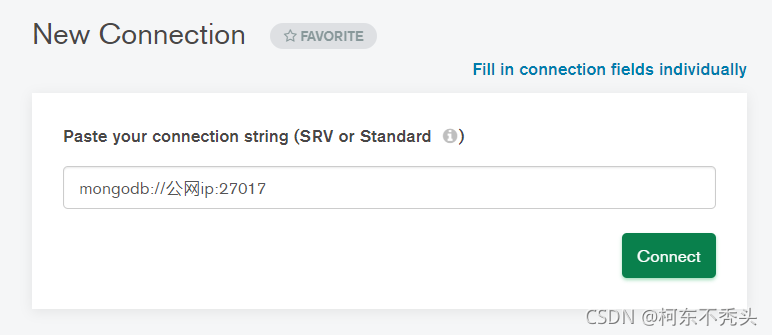 New Connection
FAVORITE
Fill in connection fields individually
Paste your connection string (SRV or Standard )
mongodb://公网ip:27017
Connect
CSDN @柯东不秃头